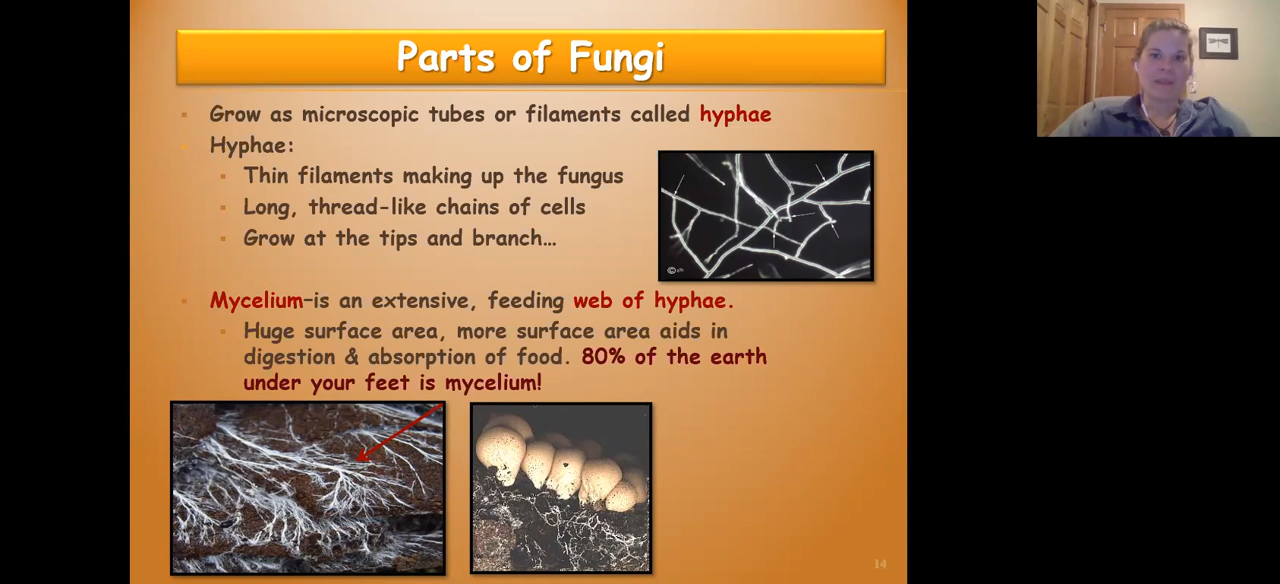 Parts of Fungi
Grow as microscopic tubes or filaments called hyphae
Hyphae:
Thin filaments making up the fungus
Long, thread-like chains of cells
Grow at the tips and branch…
Mycelium–is an extensive, feeding web of hyphae.
Huge surface area, more surface area aids in
digestion & absorption of food. 80% of the earth
under your feet is mycelium!
14